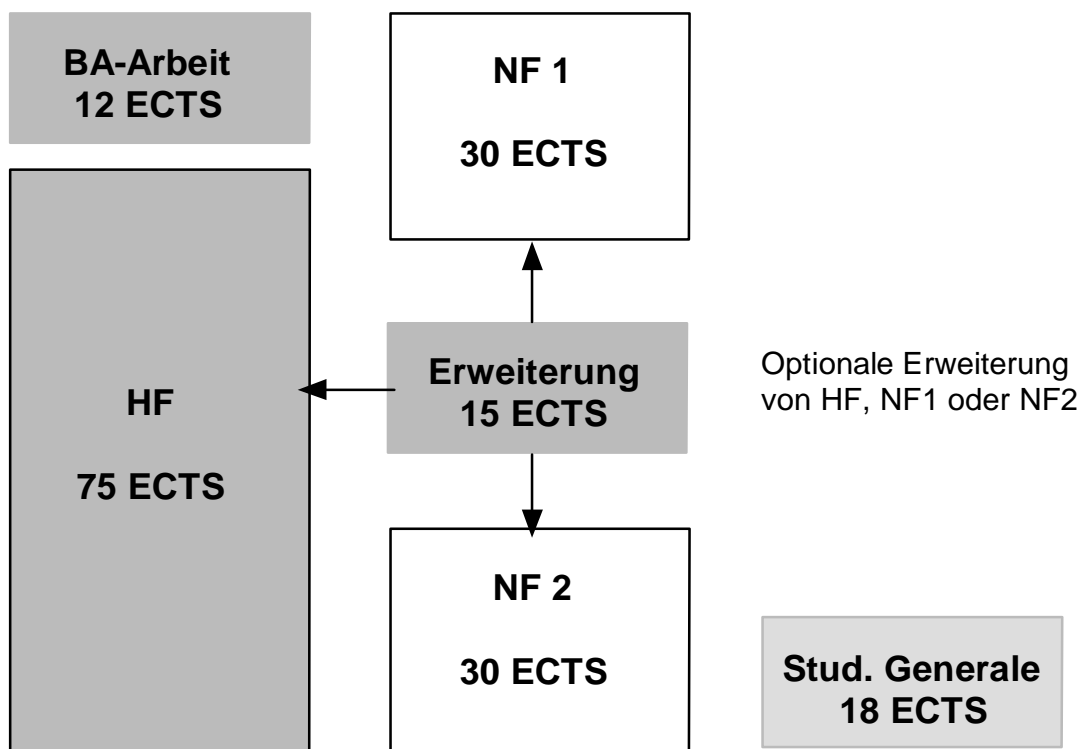 BA-Arbeit
12 ECTS
NF 1
30 ECTS
HF
75 ECTS
Erweiterung
15 ECTS
Optionale Erweiterung
von HF, NF1 oder NF2
NF 2
30 ECTS
Stud. Generale
18 ECTS